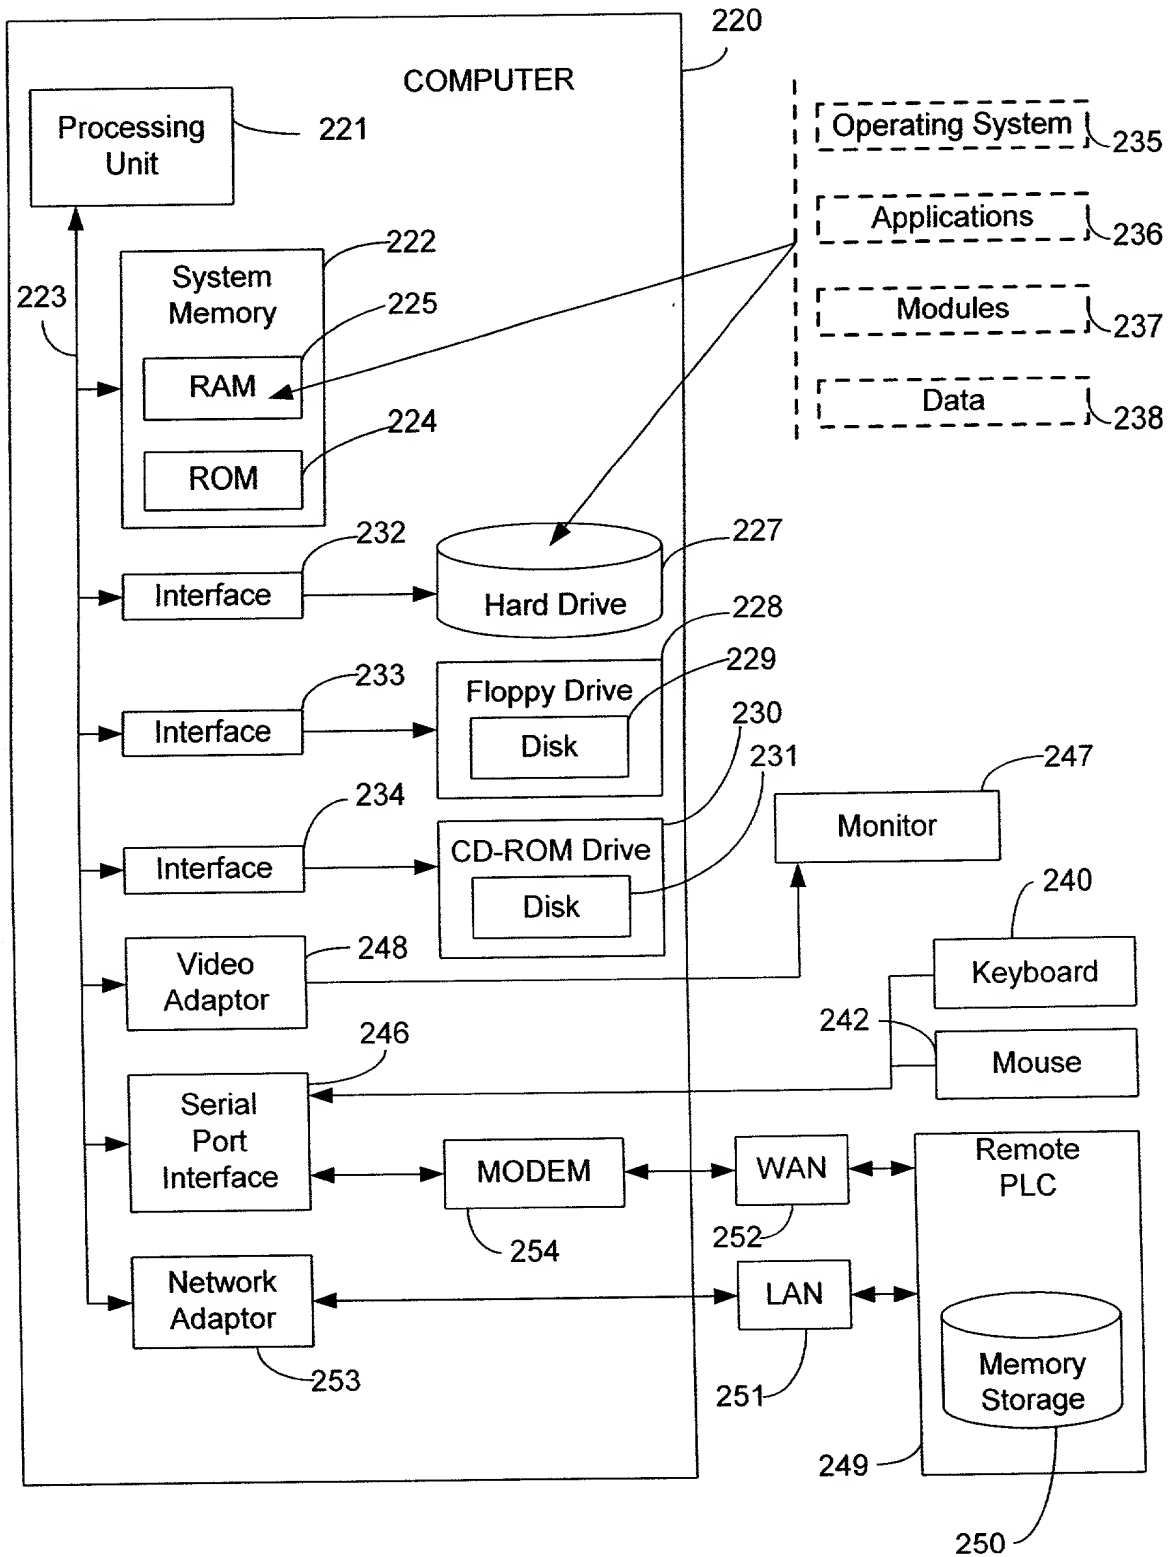 220
COMPUTER
Processing
Unit
221
Operating System
235
Applications
236
Modules
237
Data
238
223
222
System
Memory
225
RAM
224
ROM
232
Interface
227
Hard Drive
228
233
Interface
229
Floppy Drive
Disk
230
231
234
Interface
CD-ROM Drive
Disk
247
Monitor
240
Keyboard
248
Video
Adaptor
242
Mouse
246
Serial
Port
Interface
MODEM
254
WAN
252
Remote
PLC
Network
Adaptor
253
LAN
251
Memory
Storage
249
250